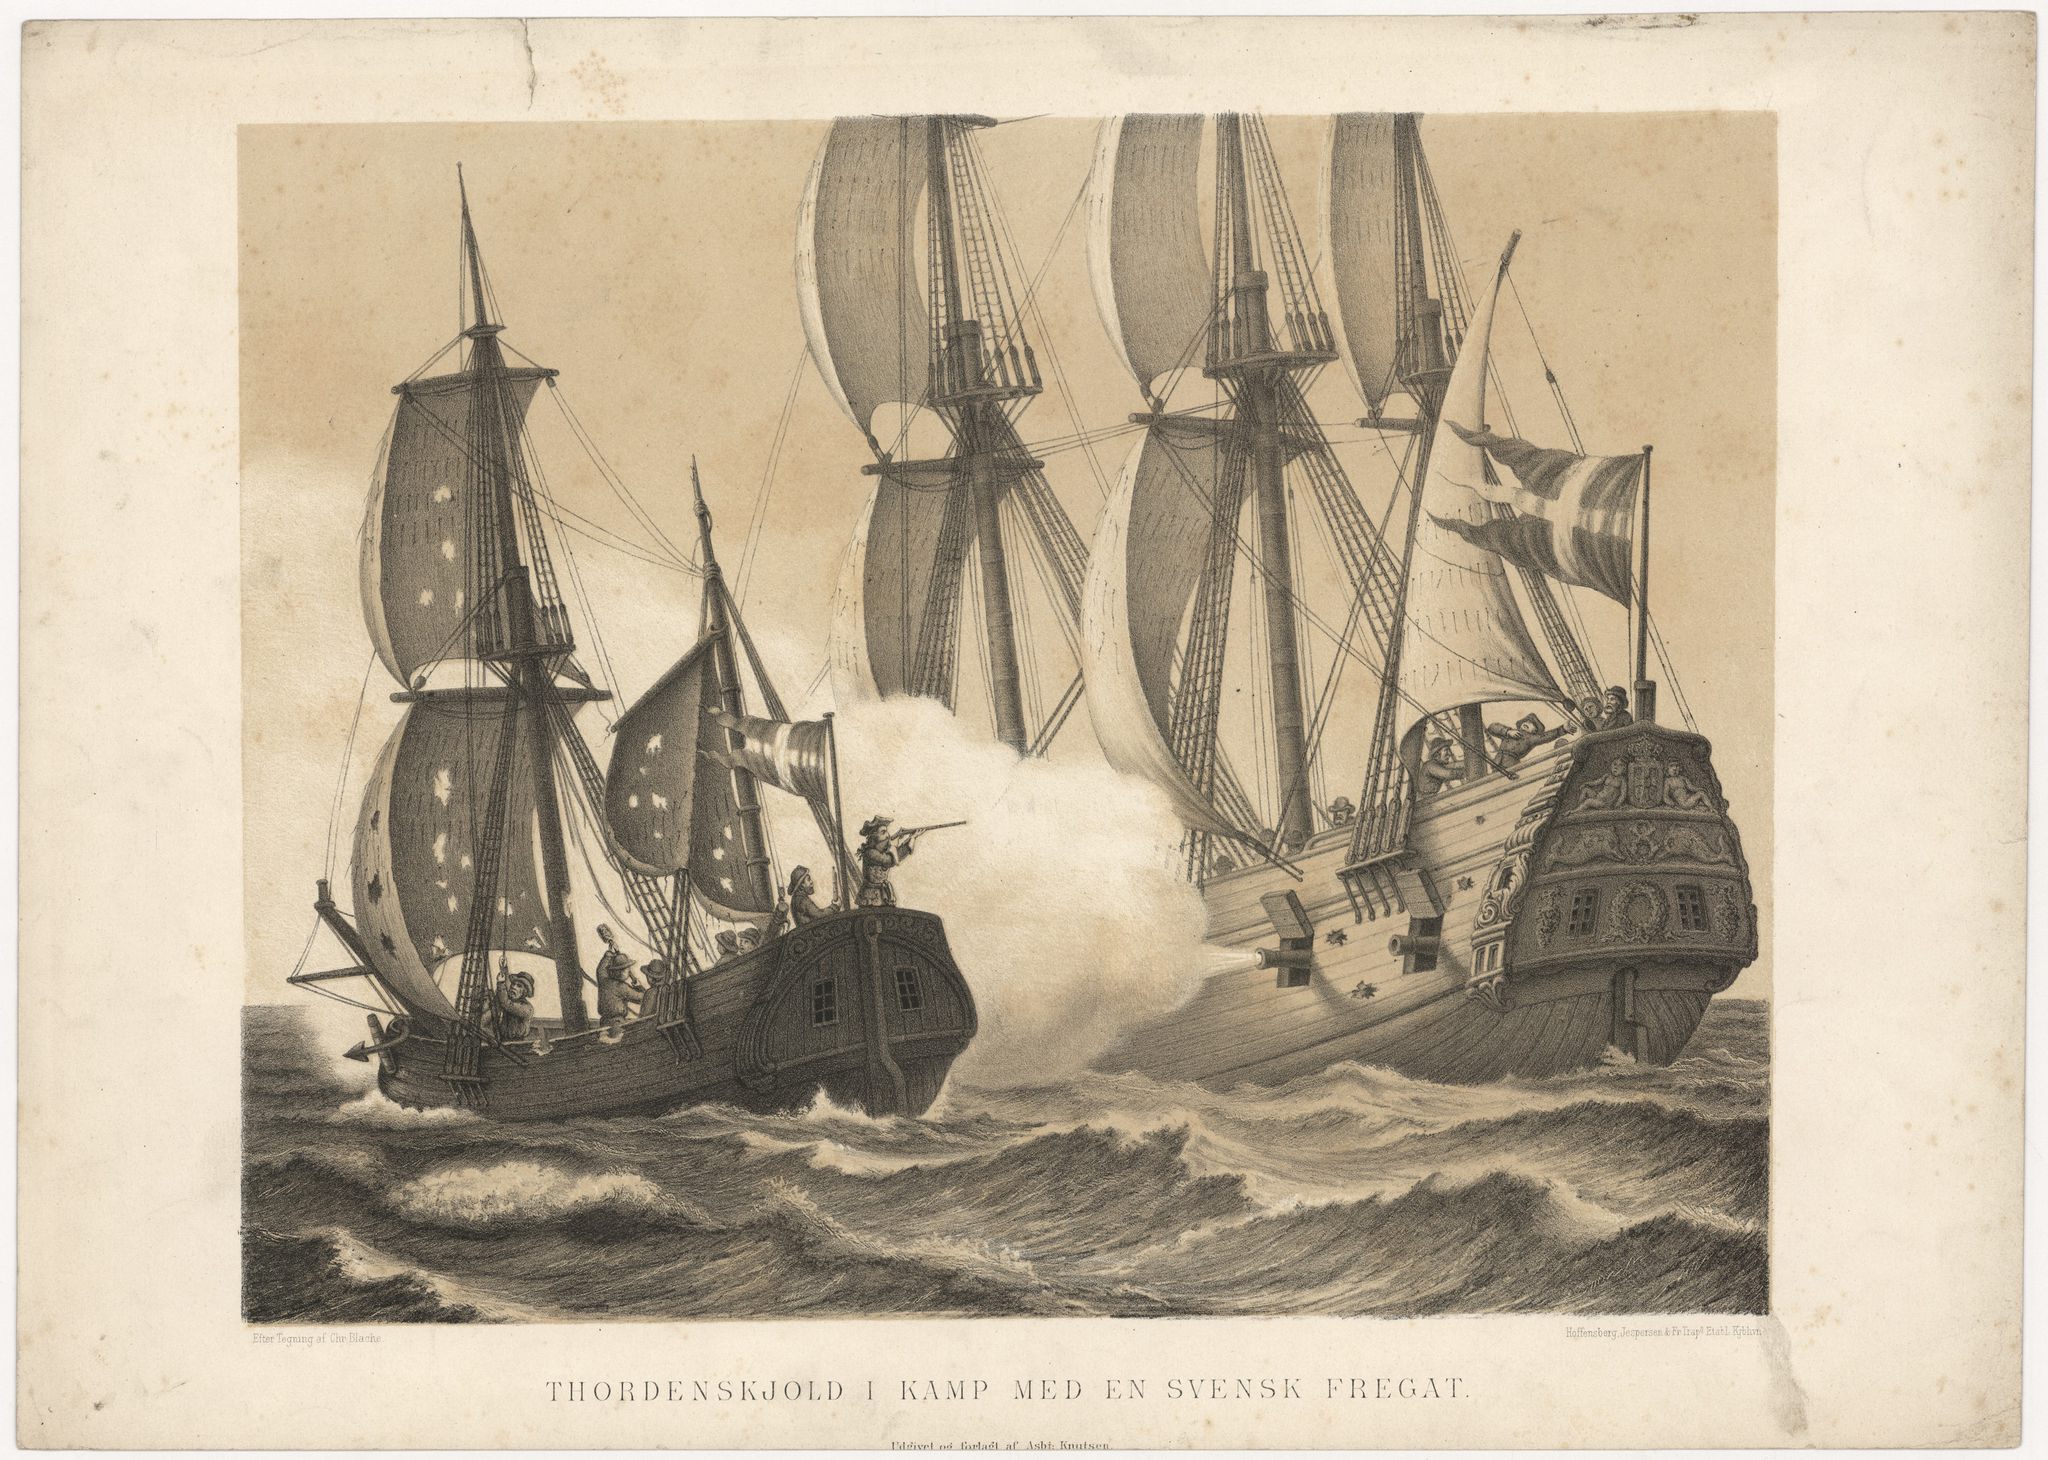 Efter Tegning af Chr. Blache.
Hoffensberg, Jespersen & Fr. Trap's Etabl. Kjbhvn
THORDENSKJOLD I KAMP MED EN SVENSK FREGAT.
Udgivet og forlagt af Asbj: Knutsen.